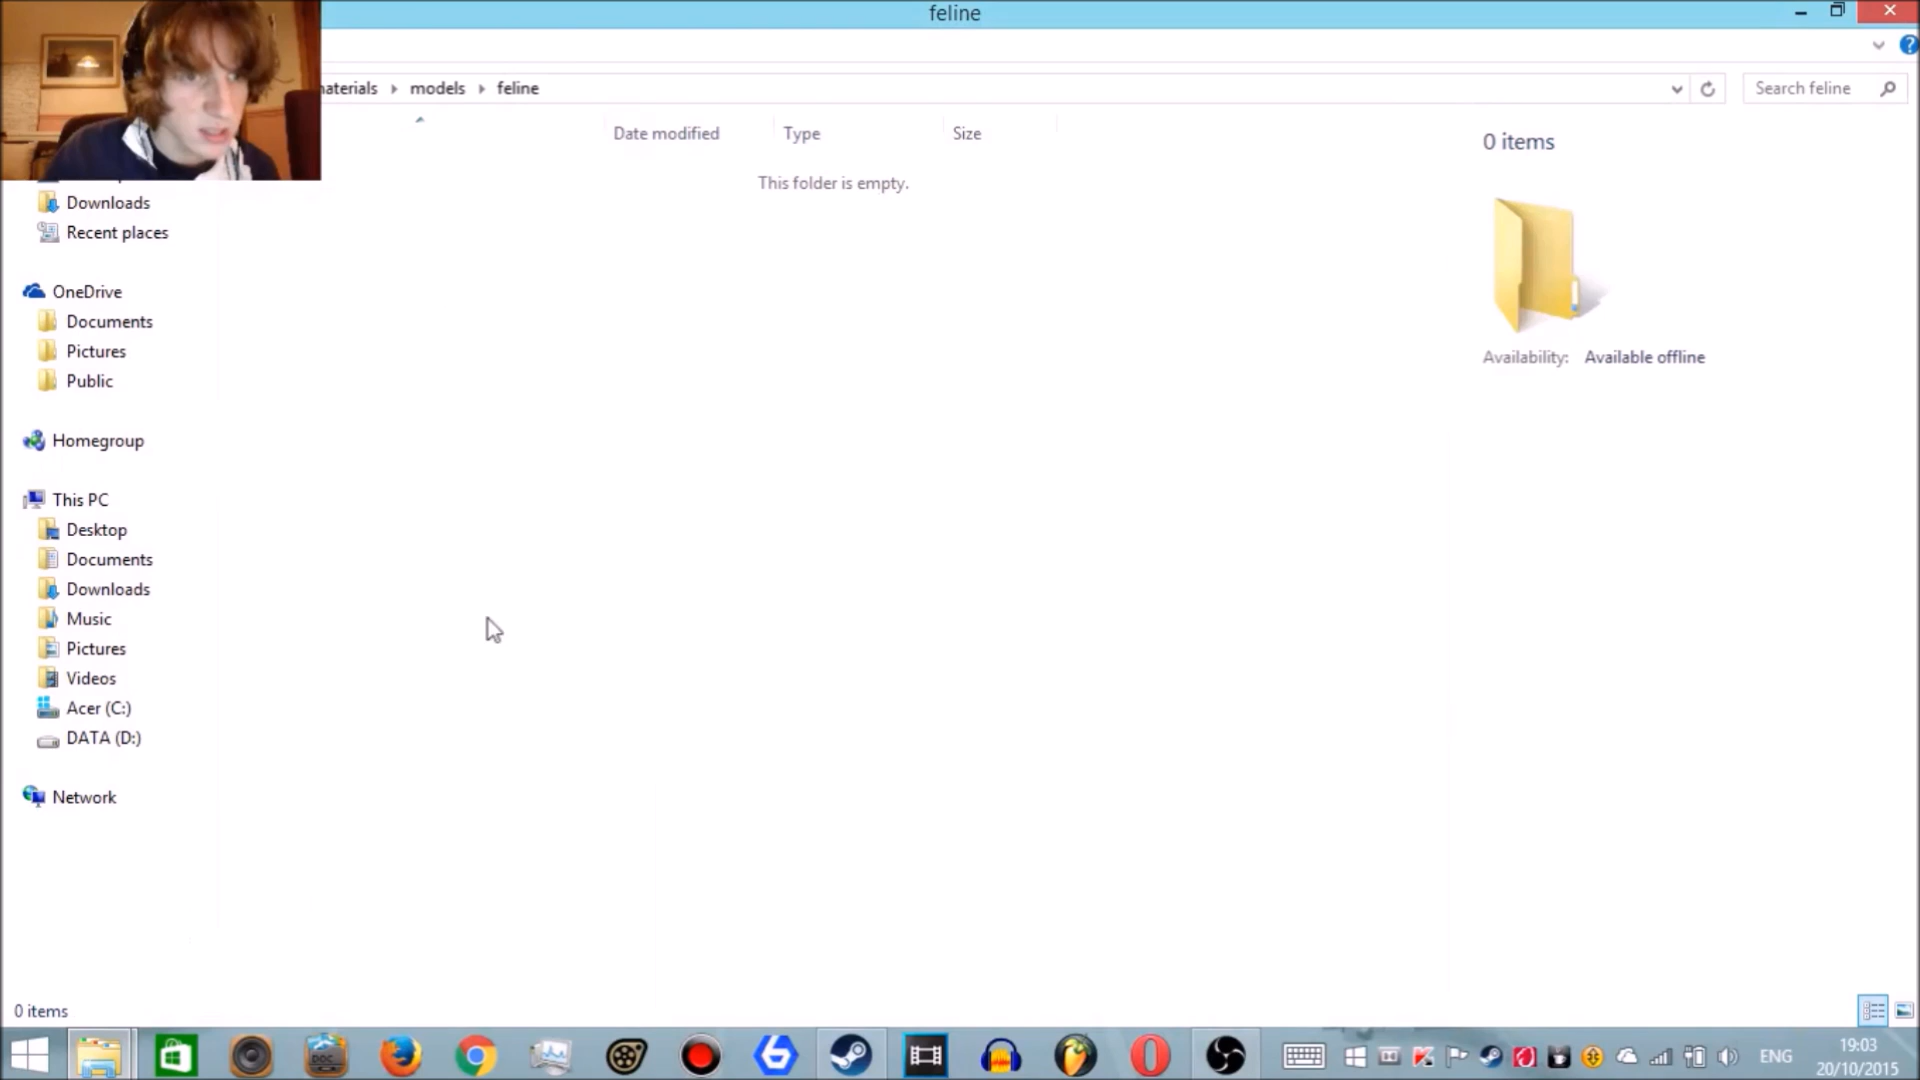 feline
aterials
models
feline
Search feline
Date modified
Type
Size
0 items
This folder is empty.
Downloads
Recent places
Availability: Available offline
OneDrive
Documents
Pictures
Public
Homegroup
This PC
Desktop
Documents
Downloads
Music
Pictures
Videos
Acer (C:)
DATA (D:)
Network
0 items
DOC
ENG
19:03
20/10/2015